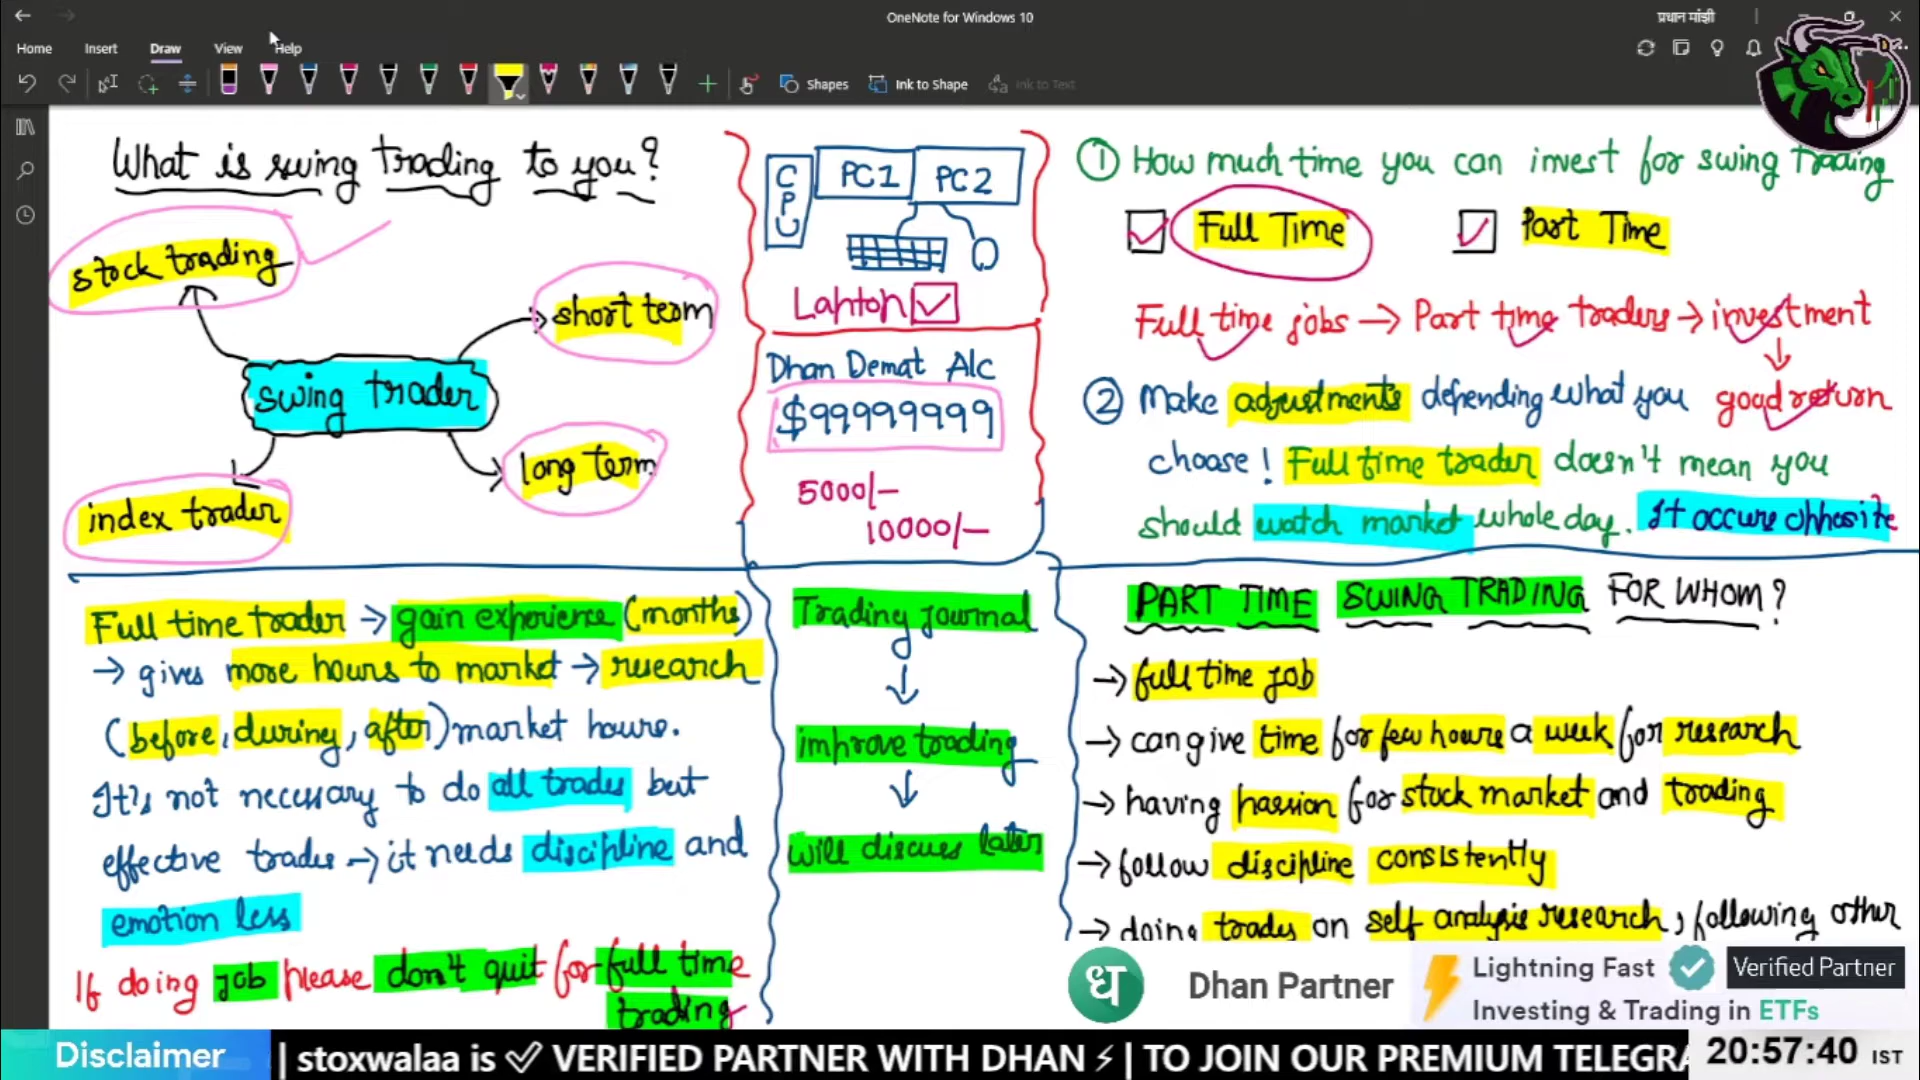 OneNote for Windows 10
प्रधान मांझी
Home Insert Draw View Help
Shapes Ink to Shape Ink to Text
What is swing trading to you?
stock trading
short term
swing trader
long term
index trader
CPU
PC1 PC2
Laptop
Dhan Demat A/c
$99999999
5000/-
10000/-
① How much time you can invest for swing trading
Full Time Part Time
Full time jobs → Part time traders → investment
② Make adjustments depending what you good return
choose! Full time trader doesn't mean you
should watch market whole day. It occurs opposite
Full time trader → gain experience (months)
→ gives more hours to market → research
(before, during, after) market hours.
It's not necessary to do all trades but
effective trades → it needs discipline and
emotion less
If doing job please don't quit for full time
trading
Trading journal
improve trading
will discuss later
PART TIME SWING TRADING FOR WHOM?
→ full time job
→ can give time for few hours a week for research
→ having passion for stock market and trading
→ follow discipline consistently
→ doing trades on self analysis research, following other
ध Dhan Partner
Lightning Fast Verified Partner
Investing & Trading in ETFs
Disclaimer
| stoxwalaa is ✅ VERIFIED PARTNER WITH DHAN ⚡ | TO JOIN OUR PREMIUM TELEGRA
20:57:40 IST